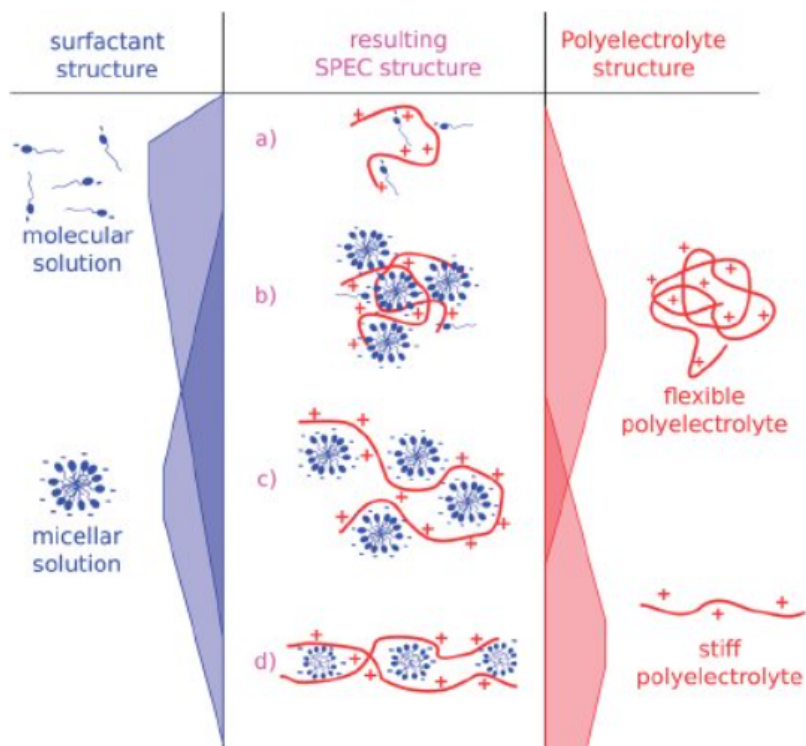 surfactant
structure
resulting
SPEC structure
Polyelectrolyte
structure
a)
molecular
solution
b)
flexible
polyelectrolyte
c)
micellar
solution
d)
stiff
polyelectrolyte